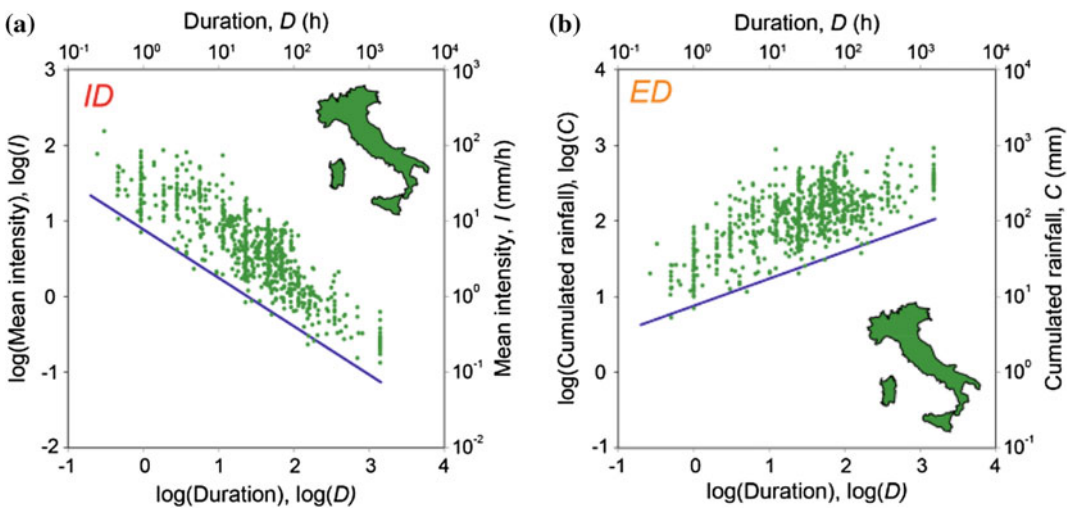 (a)
Duration, D (h)
10-1 100 101 102 103 104
ID
3
2
1
0
-1
-2
log(Mean intensity), log(I)
103
102
101
100
10-1
10-2
Mean intensity, I (mm/h)
-1 0 1 2 3 4
log(Duration), log(D)
(b)
Duration, D (h)
10-1 100 101 102 103 104
ED
4
3
2
1
0
-1
log(Cumulated rainfall), log(C)
104
103
102
101
100
10-1
Cumulated rainfall, C (mm)
-1 0 1 2 3 4
log(Duration), log(D)